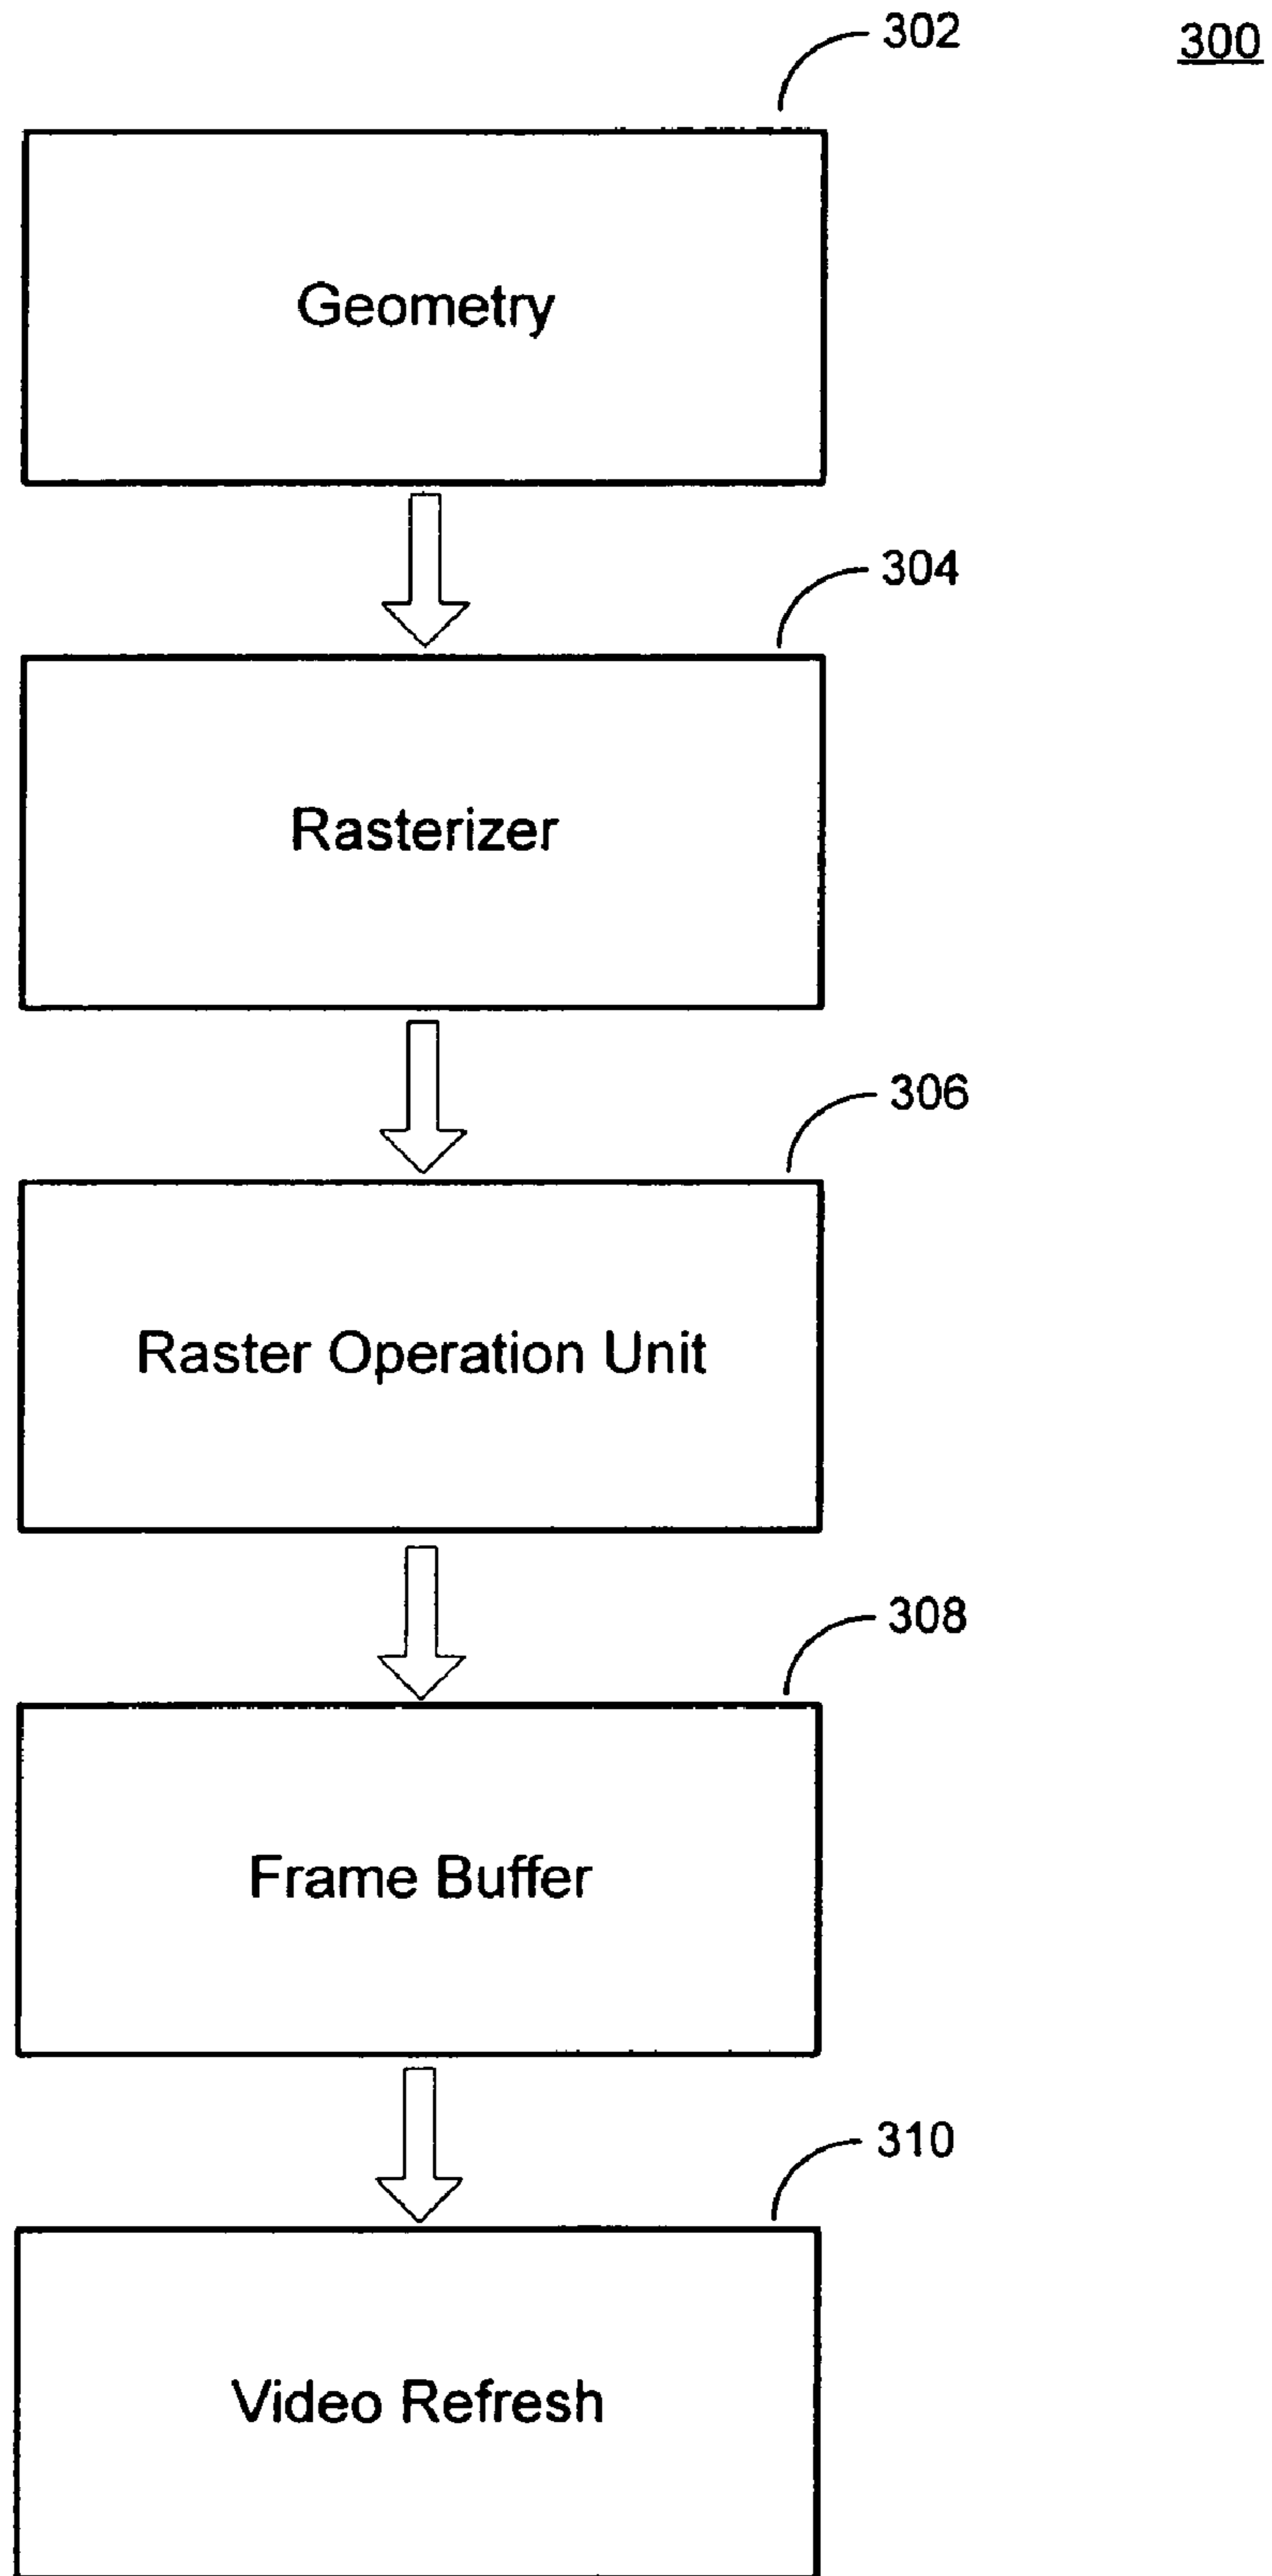 302
300
Geometry
304
Rasterizer
306
Raster Operation Unit
308
Frame Buffer
310
Video Refresh